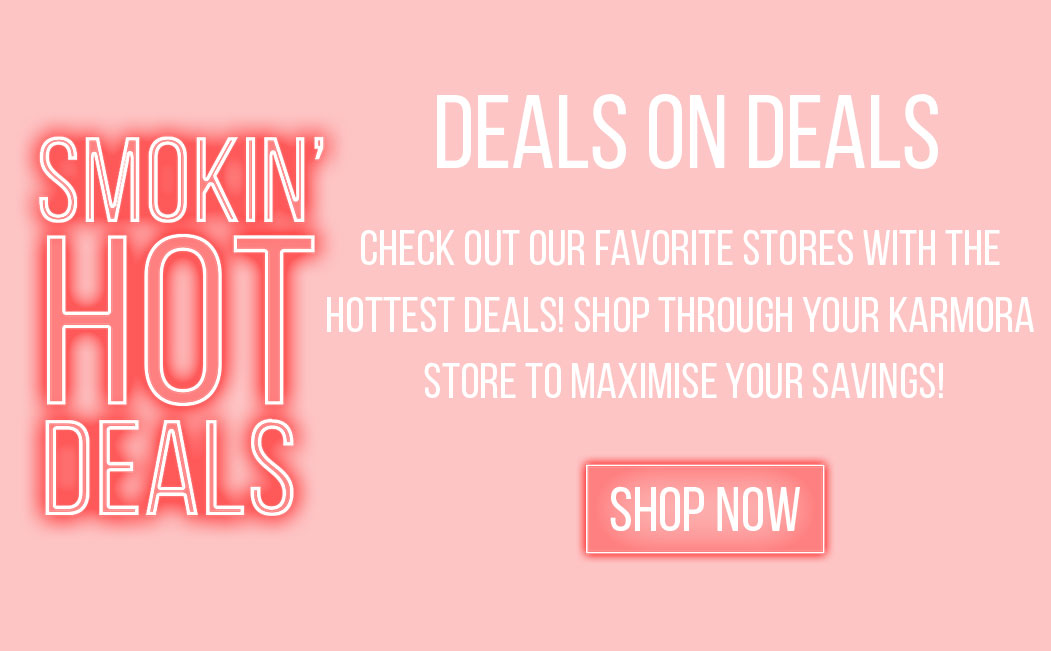 SMOKIN'
HOT
DEALS
DEALS ON DEALS
CHECK OUT OUR FAVORITE STORES WITH THE
HOTTEST DEALS! SHOP THROUGH YOUR KARMORA
STORE TO MAXIMISE YOUR SAVINGS!
SHOP NOW